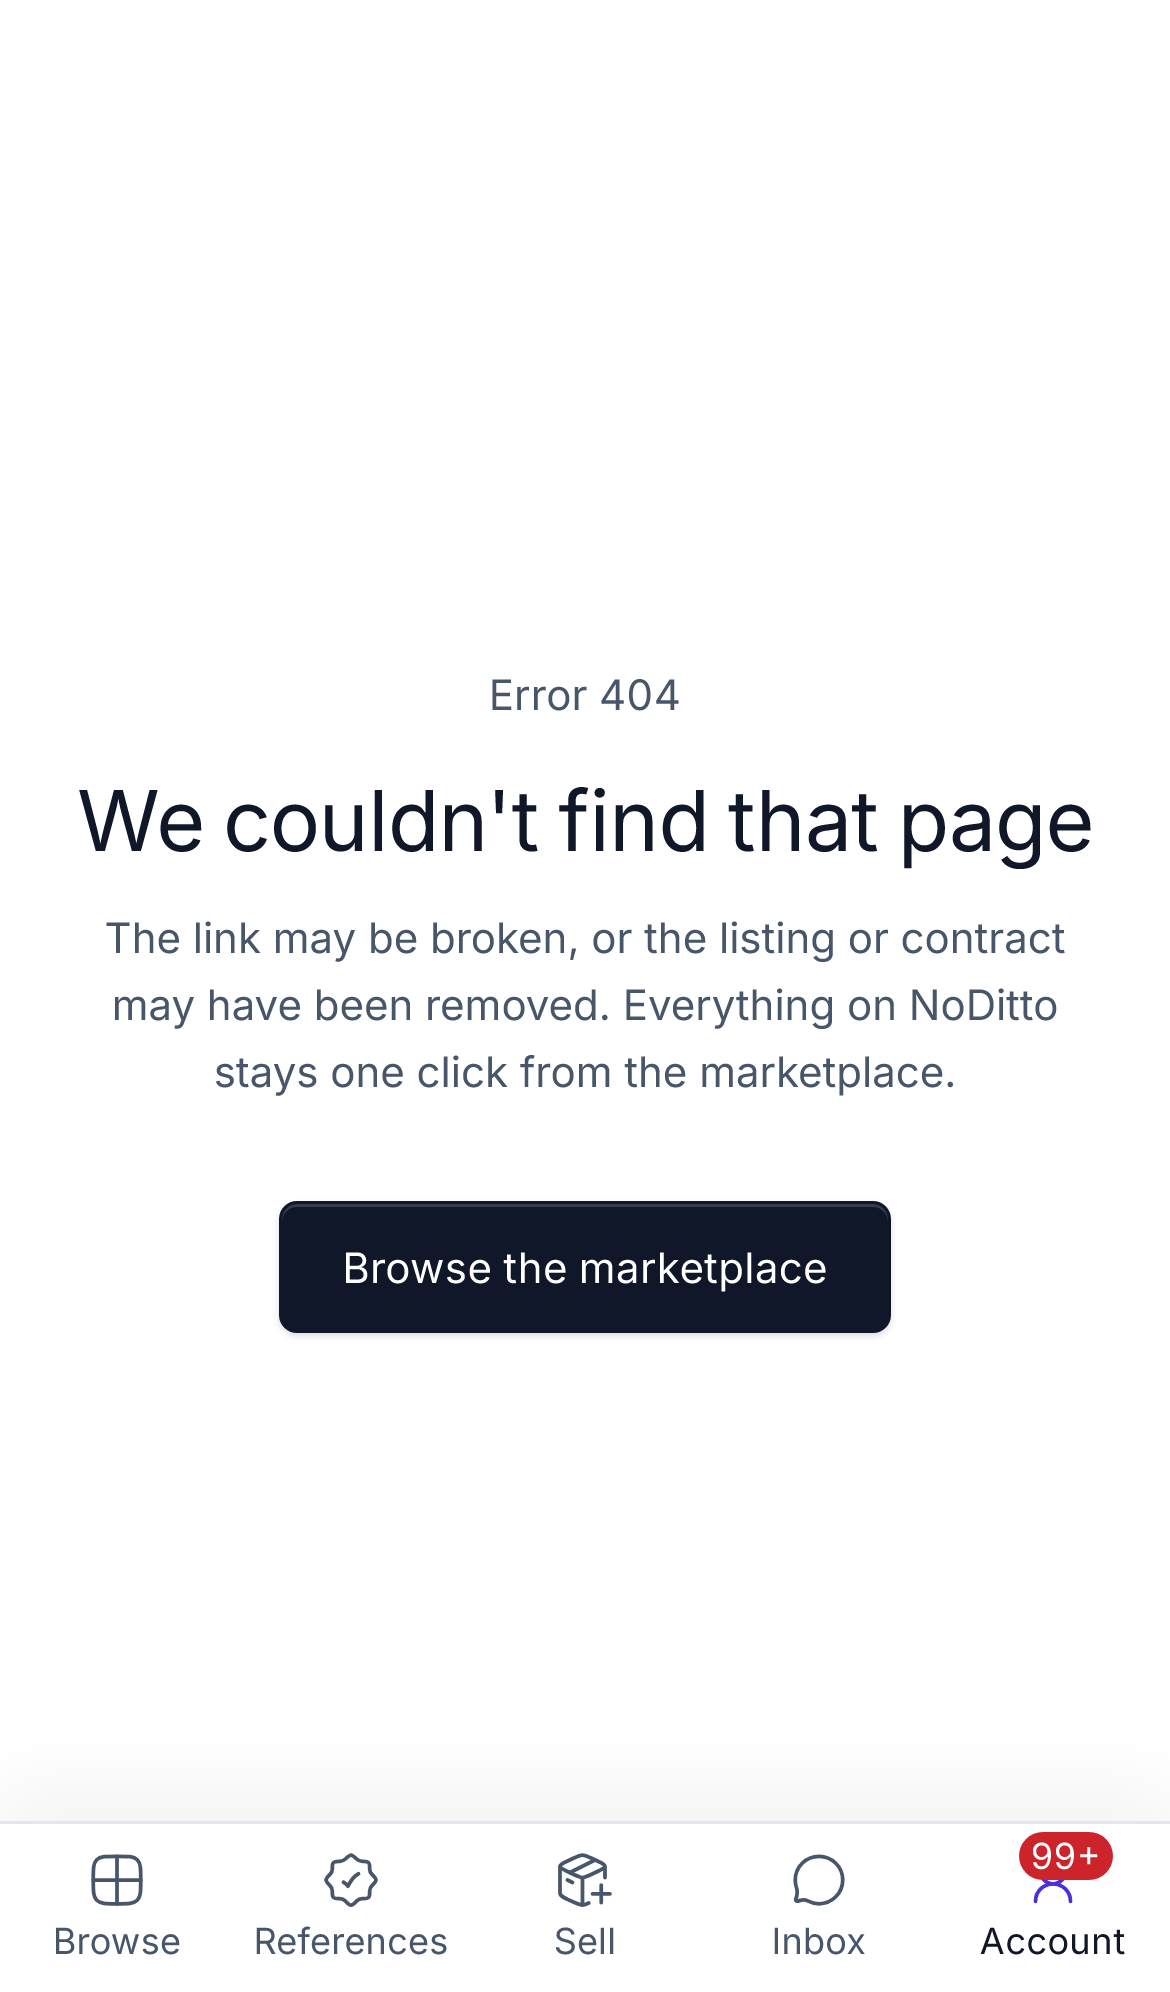 Error 404
We couldn't find that page
The link may be broken, or the listing or contract
may have been removed. Everything on NoDitto
stays one click from the marketplace.
Browse the marketplace
99+
Browse
References
Sell
Inbox
Account